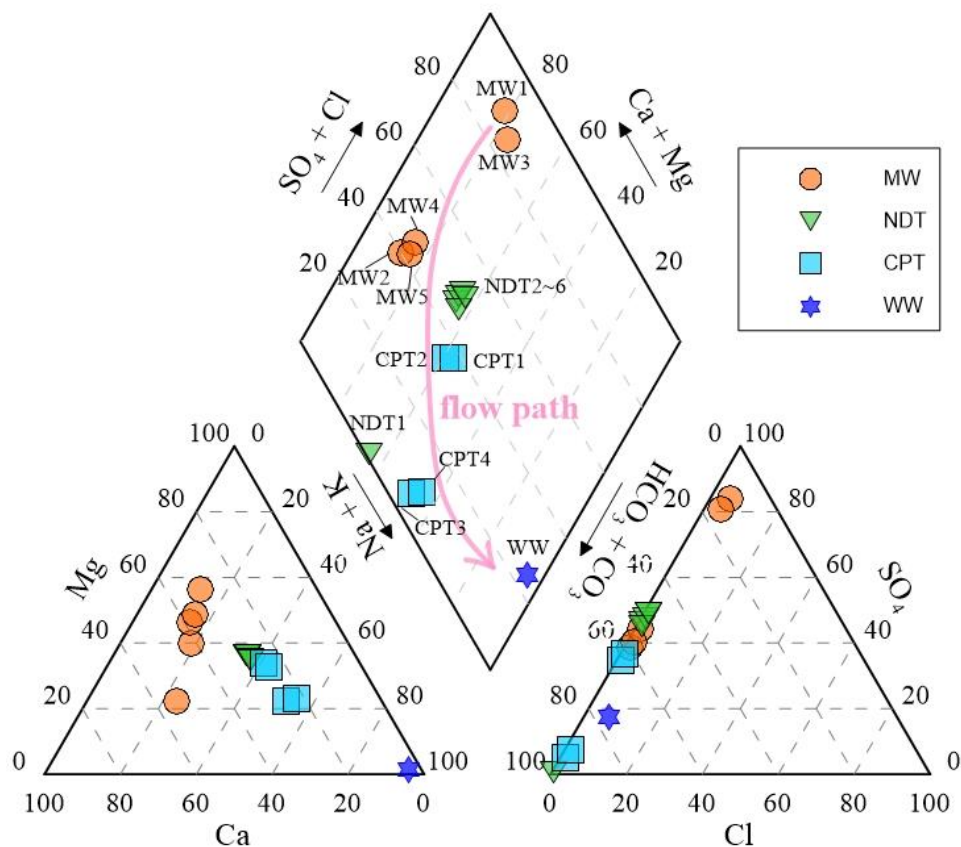 80
80
MW1
SO₄ + Cl
Ca + Mg
60
60
MW3
40
40
MW4
20
20
MW2
MW5
NDT2~6
CPT2
CPT1
flow path
NDT1
CPT4
CPT3
Na + K
HCO₃ + CO₃
WW
MW
NDT
CPT
WW
100
0
80
20
Mg
60
40
40
60
20
80
0
100
100
80
60
40
20
0
Ca
0
100
20
80
40
60
SO₄
60
40
80
20
100
0
0
20
40
60
80
100
Cl